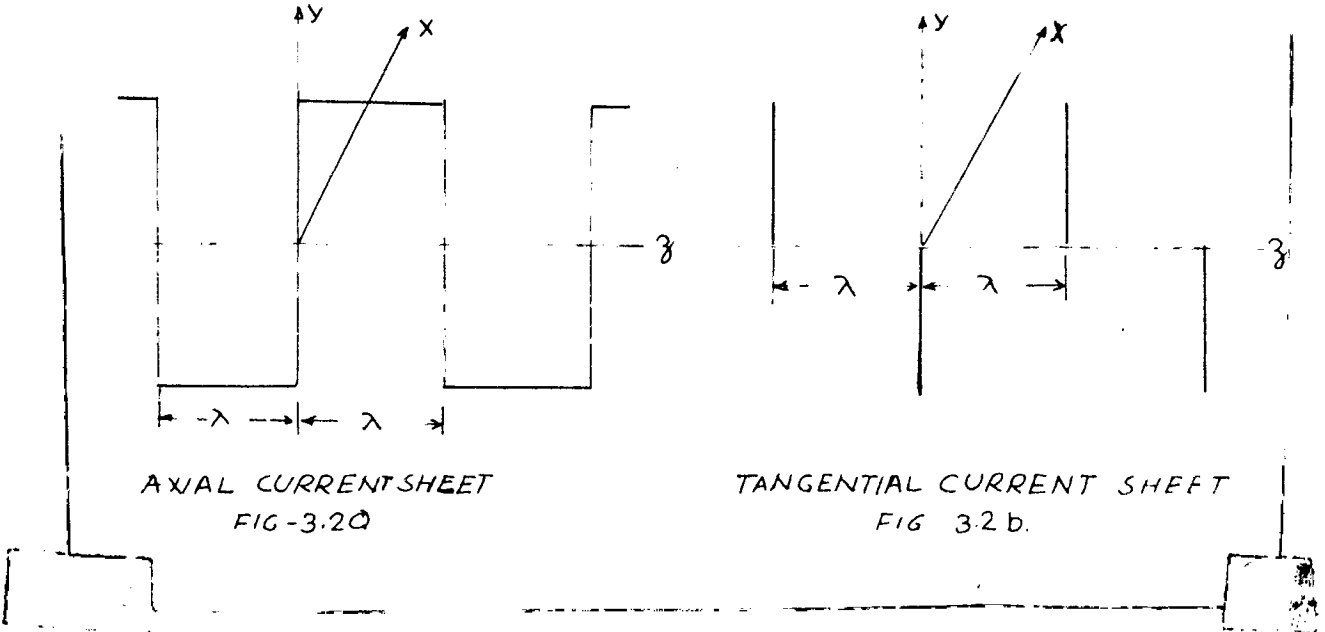 Y
X
z
-λ
λ
AXIAL CURRENT SHEET
FIG-3.2a
Y
X
z
-λ
λ
TANGENTIAL CURRENT SHEET
FIG 3.2 b.